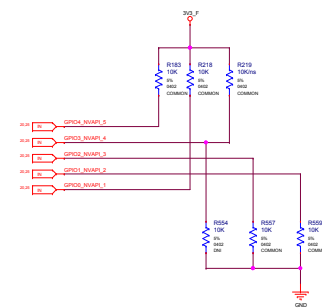 3V3_F
R183
10K
5%
0402
COMMON
R218
10K
5%
0402
COMMON
R219
10K/ns
5%
0402
COMMON
IN
GPIO4_NVAPI_5
IN
GPIO3_NVAPI_4
IN
GPIO2_NVAPI_3
IN
GPIO1_NVAPI_2
IN
GPIO0_NVAPI_1
R554
10K
5%
0402
DNI
R557
10K
5%
0402
COMMON
R559
10K
5%
0402
COMM
GND